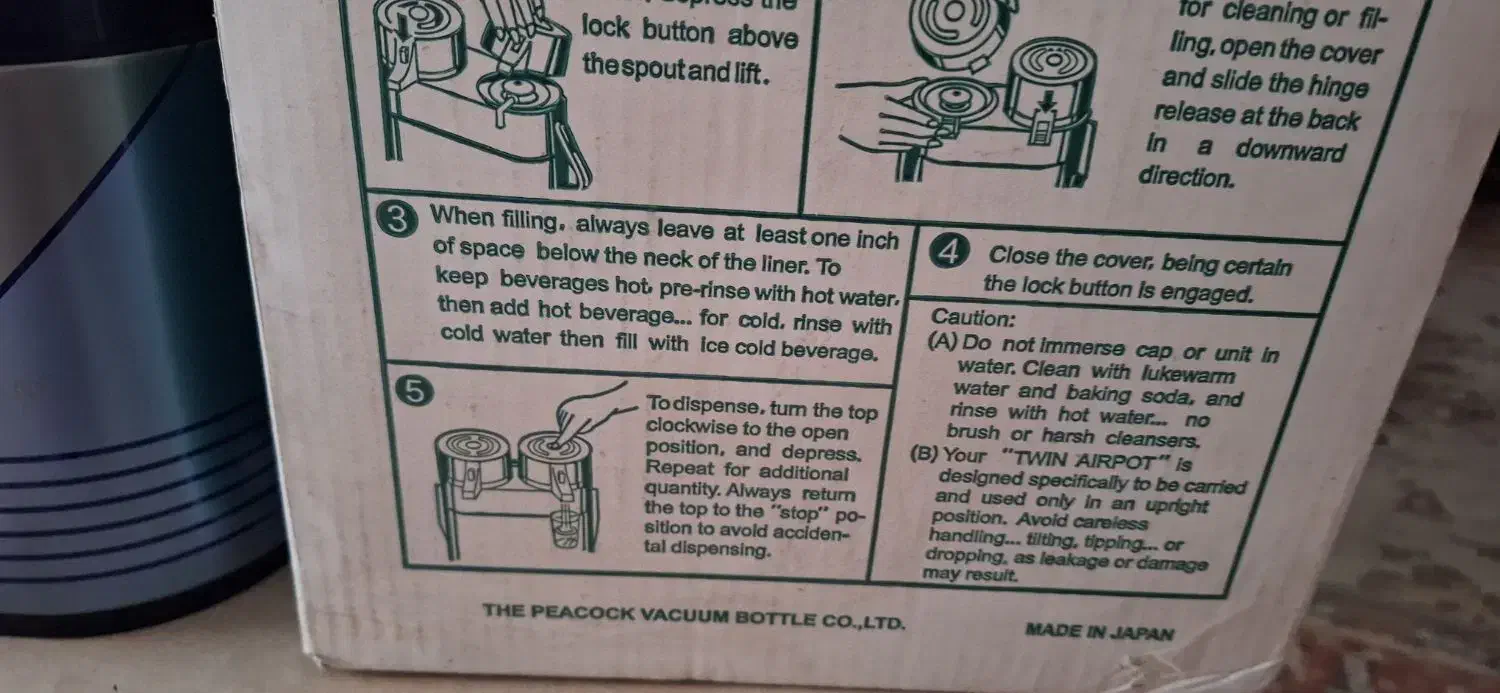 depress the
lock button above
the spout and lift.
for cleaning or fil-
ling, open the cover
and slide the hinge
release at the back
in a downward
direction.
3 When filling, always leave at least one inch
of space below the neck of the liner. To
keep beverages hot, pre-rinse with hot water,
then add hot beverage... for cold, rinse with
cold water then fill with ice cold beverage.
4 Close the cover, being certain
the lock button is engaged.
Caution:
(A) Do not immerse cap or unit in
water. Clean with lukewarm
water and baking soda, and
rinse with hot water... no
brush or harsh cleansers.
(B) Your "TWIN AIRPOT" is
designed specifically to be carried
and used only in an upright
position. Avoid careless
handling... tilting, tipping... or
dropping, as leakage or damage
may result.
5
To dispense, turn the top
clockwise to the open
position, and depress.
Repeat for additional
quantity. Always return
the top to the "stop" po-
sition to avoid acciden-
tal dispensing.
THE PEACOCK VACUUM BOTTLE CO.,LTD.
MADE IN JAPAN